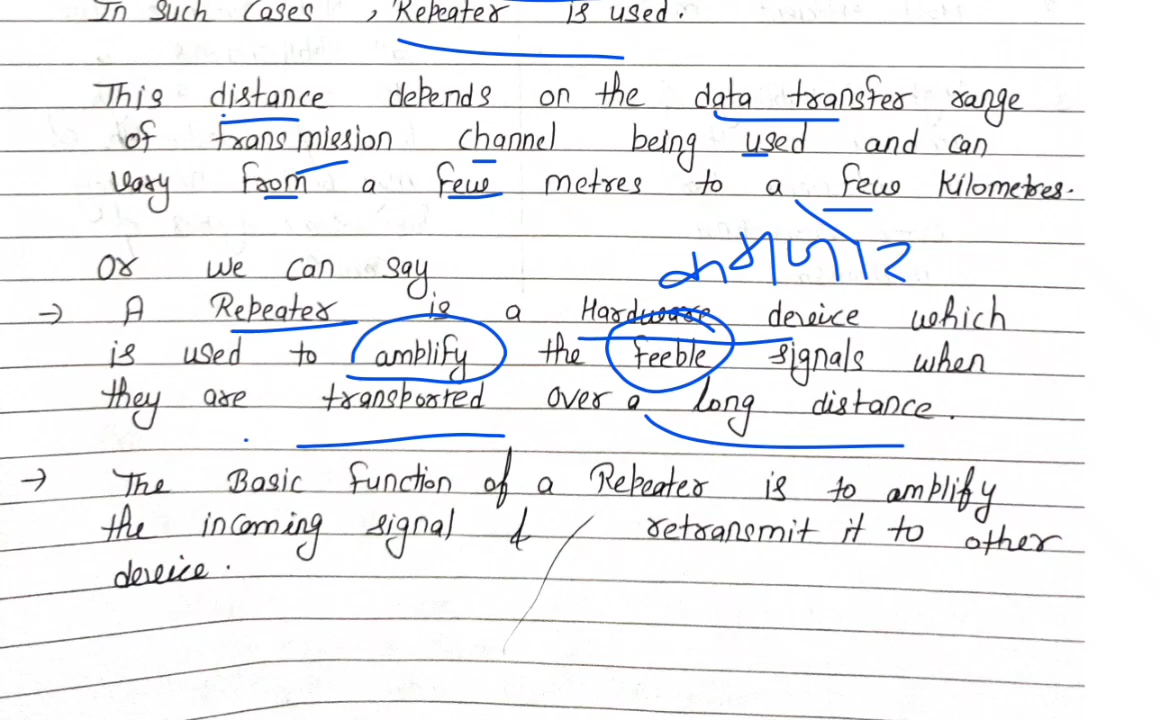 In such cases , Repeater is used.
This distance depends on the data transfer range
of transmission channel being used and can
vary from a few metres to a few Kilometres.
Or we can say
कमजोर
→ A Repeater is a Hardware device which
is used to amplify the feeble signals when
they are transported over a long distance.
→ The Basic function of a Repeater is to amplify
the incoming signal & retransmit it to other
device.